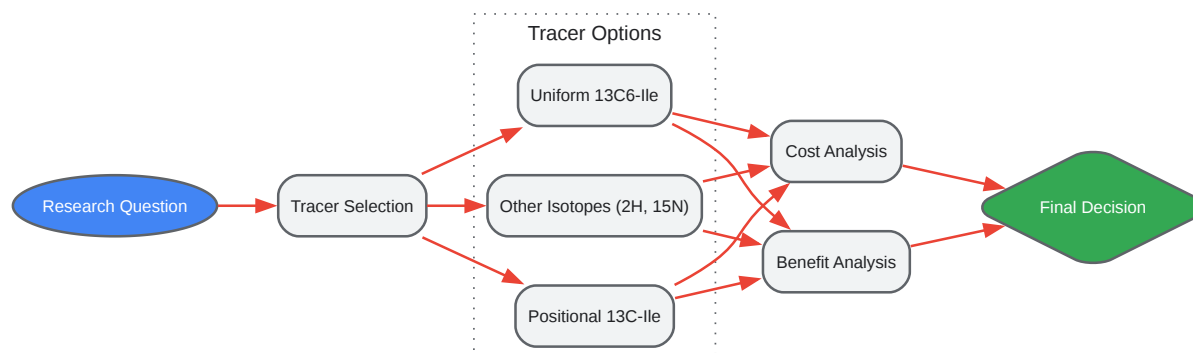 Tracer Options
Uniform 13C6-Ile
Cost Analysis
Research Question
Tracer Selection
Other Isotopes (2H, 15N)
Final Decision
Benefit Analysis
Positional 13C-Ile